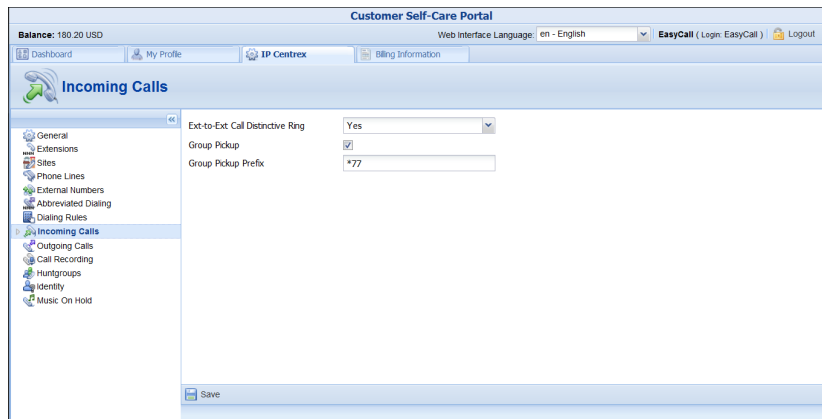 Customer Self-Care Portal
Balance: 180.20 USD
Web Interface Language: en - English
EasyCall ( Login: EasyCall )
Logout
Dashboard
My Profile
IP Centrex
Billing Information
Incoming Calls
«
General
Extensions
Sites
Phone Lines
External Numbers
Abbreviated Dialing
Dialing Rules
Incoming Calls
Outgoing Calls
Call Recording
Huntgroups
Identity
Music On Hold
Ext-to-Ext Call Distinctive Ring Yes
Group Pickup
Group Pickup Prefix *77
Save